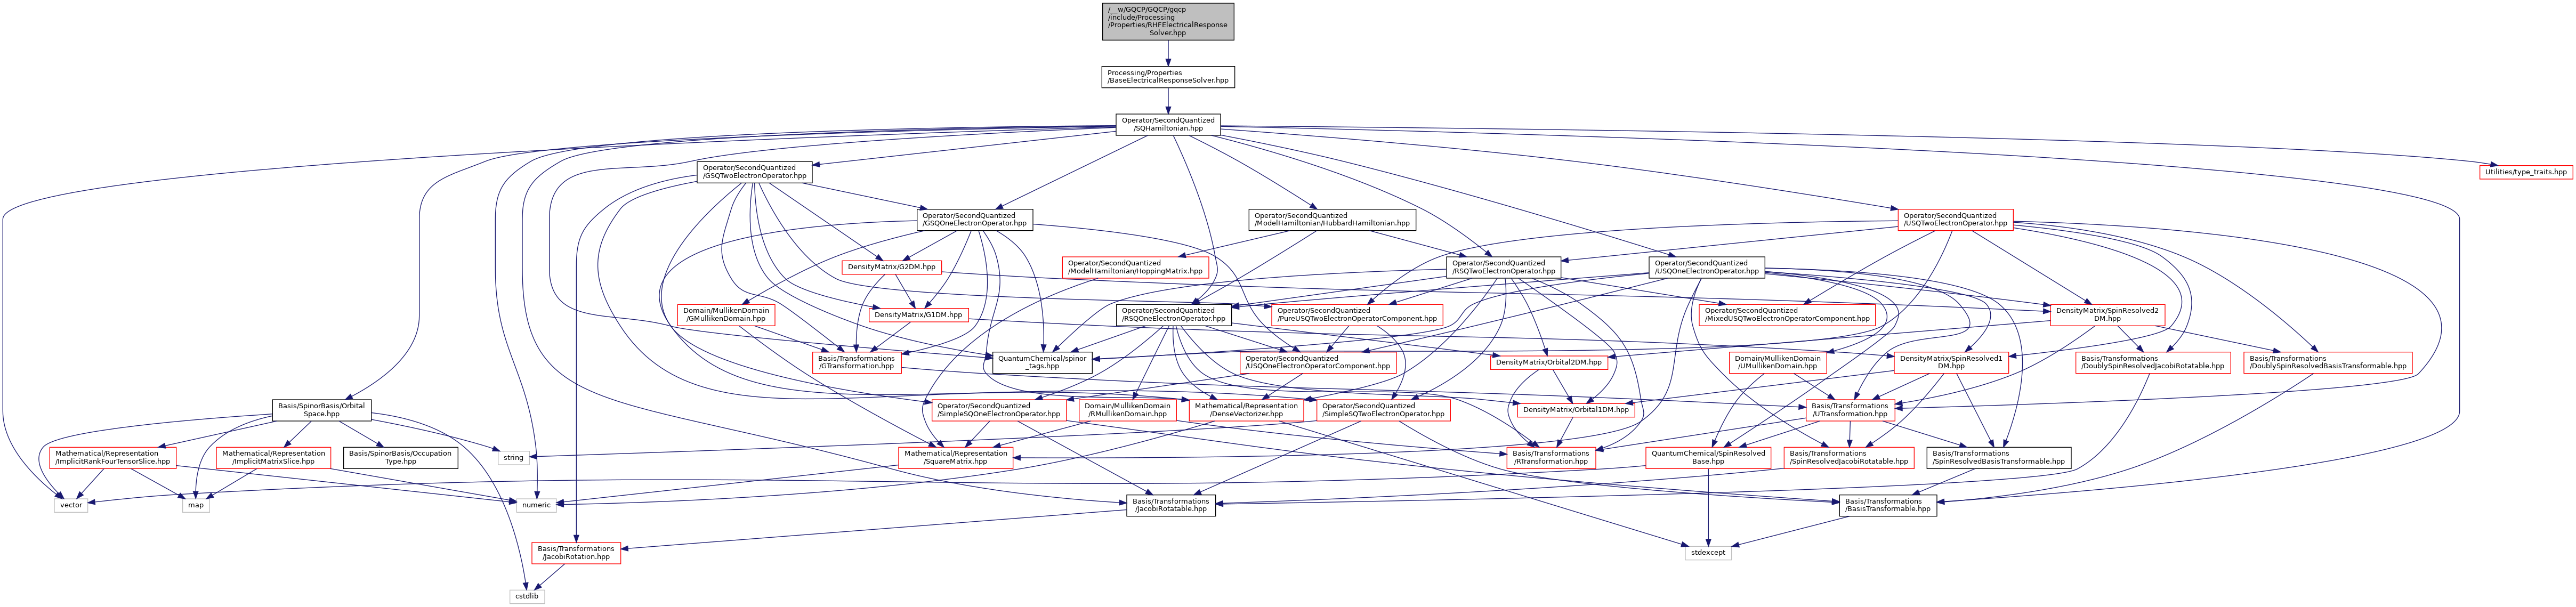 /__w/GQCP/GQCP/gqcp
/include/Processing
/Properties/RHFElectricalResponse
Solver.hpp
Processing/Properties
/BaseElectricalResponseSolver.hpp
Operator/SecondQuantized
/SQHamiltonian.hpp
Operator/SecondQuantized
/GSQTwoElectronOperator.hpp
Utilities/type_traits.hpp
Operator/SecondQuantized
/GSQOneElectronOperator.hpp
Operator/SecondQuantized
/ModelHamiltonian/HubbardHamiltonian.hpp
Operator/SecondQuantized
/USQTwoElectronOperator.hpp
DensityMatrix/G2DM.hpp
Operator/SecondQuantized
/ModelHamiltonian/HoppingMatrix.hpp
Operator/SecondQuantized
/RSQTwoElectronOperator.hpp
Operator/SecondQuantized
/USQOneElectronOperator.hpp
Domain/MullikenDomain
/GMullikenDomain.hpp
DensityMatrix/G1DM.hpp
Operator/SecondQuantized
/RSQOneElectronOperator.hpp
Operator/SecondQuantized
/PureUSQTwoElectronOperatorComponent.hpp
Operator/SecondQuantized
/MixedUSQTwoElectronOperatorComponent.hpp
DensityMatrix/SpinResolved2
DM.hpp
Basis/Transformations
/GTransformation.hpp
QuantumChemical/spinor
_tags.hpp
Operator/SecondQuantized
/USQOneElectronOperatorComponent.hpp
DensityMatrix/Orbital2DM.hpp
Domain/MullikenDomain
/UMullikenDomain.hpp
DensityMatrix/SpinResolved1
DM.hpp
Basis/Transformations
/DoublySpinResolvedJacobiRotatable.hpp
Basis/Transformations
/DoublySpinResolvedBasisTransformable.hpp
Basis/SpinorBasis/Orbital
Space.hpp
Operator/SecondQuantized
/SimpleSQOneElectronOperator.hpp
Domain/MullikenDomain
/RMullikenDomain.hpp
Mathematical/Representation
/DenseVectorizer.hpp
Operator/SecondQuantized
/SimpleSQTwoElectronOperator.hpp
DensityMatrix/Orbital1DM.hpp
Basis/Transformations
/UTransformation.hpp
Mathematical/Representation
/ImplicitRankFourTensorSlice.hpp
Mathematical/Representation
/ImplicitMatrixSlice.hpp
Basis/SpinorBasis/Occupation
Type.hpp
string
Mathematical/Representation
/SquareMatrix.hpp
Basis/Transformations
/RTransformation.hpp
QuantumChemical/SpinResolved
Base.hpp
Basis/Transformations
/SpinResolvedJacobiRotatable.hpp
Basis/Transformations
/SpinResolvedBasisTransformable.hpp
vector
map
numeric
Basis/Transformations
/JacobiRotatable.hpp
Basis/Transformations
/BasisTransformable.hpp
Basis/Transformations
/JacobiRotation.hpp
stdexcept
cstdlib